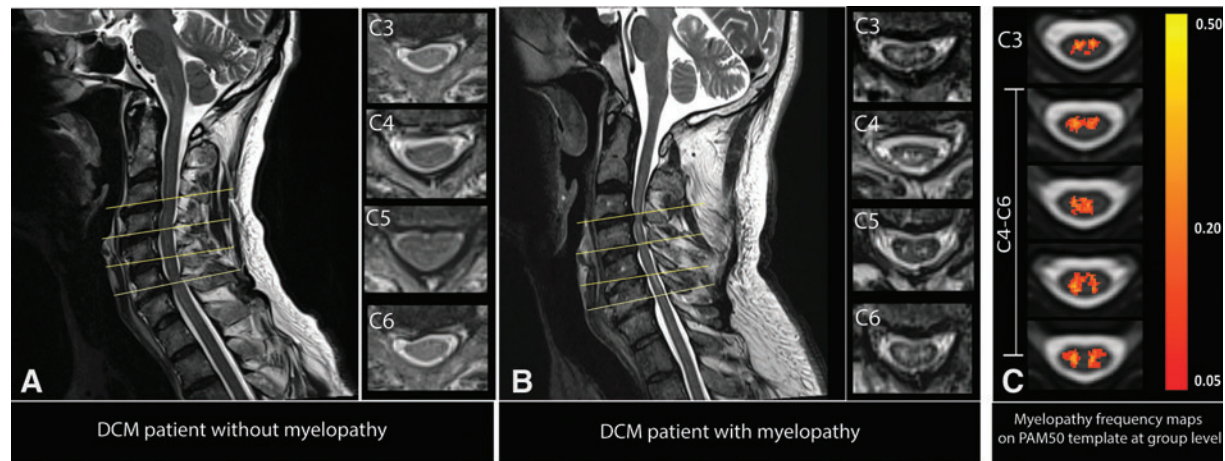 C3
C4
C5
C6
A
DCM patient without myelopathy
C3
C4
C5
C6
B
DCM patient with myelopathy
C3
C4-C6
C
0.50
0.20
0.05
Myelopathy frequency maps
on PAM50 template at group level